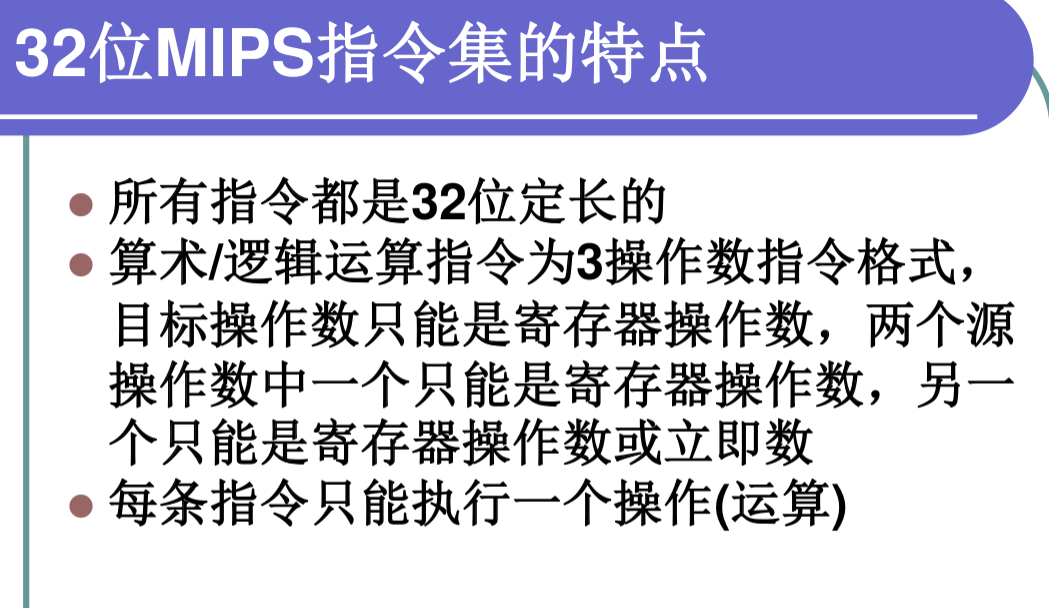 32位MIPS指令集的特点
所有指令都是32位定长的
算术/逻辑运算指令为3操作数指令格式，
目标操作数只能是寄存器操作数，两个源
操作数中一个只能是寄存器操作数，另一
个只能是寄存器操作数或立即数
每条指令只能执行一个操作(运算)